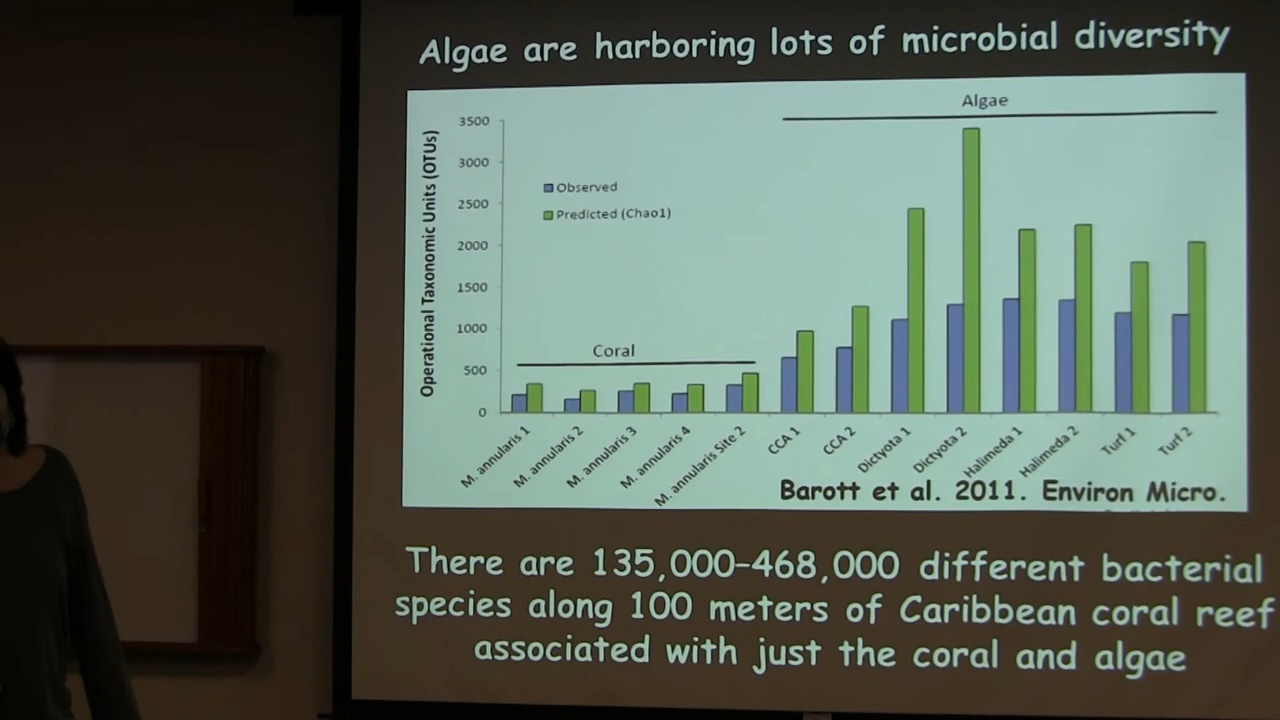 Algae are harboring lots of microbial diversity
Algae
Operational Taxonomic Units (OTUs)
3500
3000
2500
2000
1500
1000
500
0
Observed
Predicted (Chao1)
Coral
M. annularis 1
M. annularis 2
M. annularis 3
M. annularis 4
M. annularis Site 2
CCA 1
CCA 2
Dictyota 1
Dictyota 2
Halimeda 1
Halimeda 2
Turf 1
Turf 2
Barott et al. 2011. Environ Micro.
There are 135,000–468,000 different bacterial
species along 100 meters of Caribbean coral reef
associated with just the coral and algae